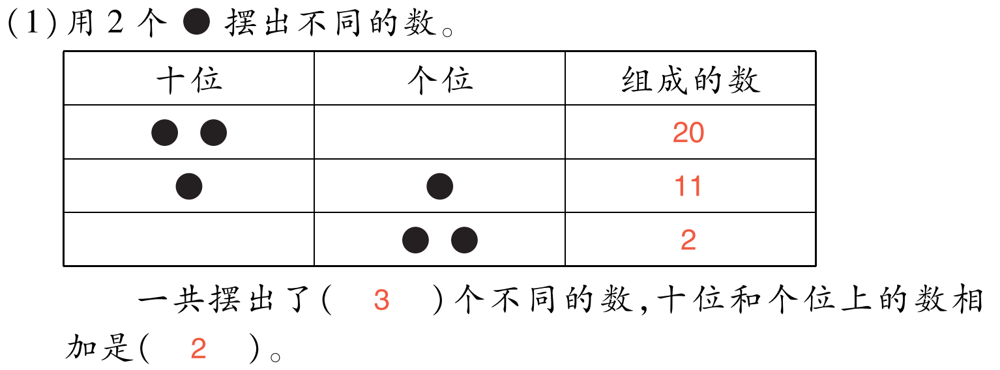 (1)用 2 个 ● 摆出不同的数。
十位 个位 组成的数
● ● 20
● ● 11
● ● 2
一共摆出了( 3 )个不同的数,十位和个位上的数相
加是( 2 )。